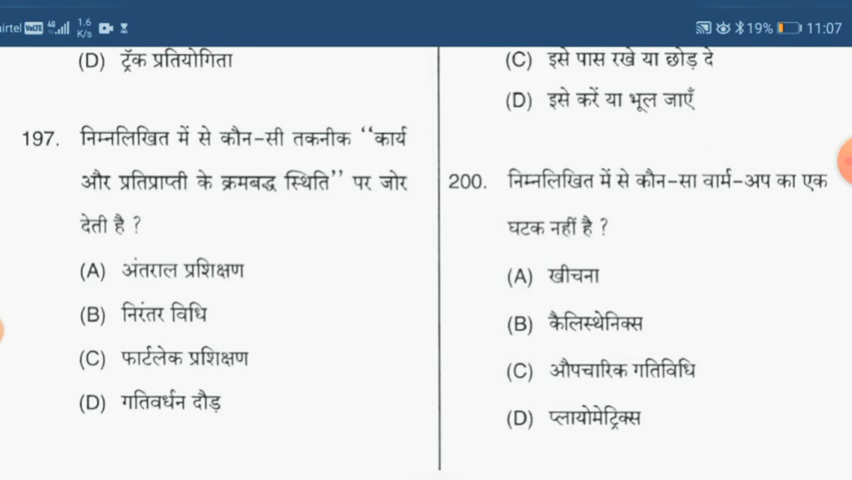 airtel VoLTE 4G 1.6 K/s 19% 11:07
(D) ट्रॅक प्रतियोगिता
197. निम्नलिखित में से कौन-सी तकनीक ‘‘कार्य
और प्रतिप्राप्ती के क्रमबद्ध स्थिति’’ पर जोर
देती है ?
(A) अंतराल प्रशिक्षण
(B) निरंतर विधि
(C) फार्टलेक प्रशिक्षण
(D) गतिवर्धन दौड़
(C) इसे पास रखे या छोड़ दे
(D) इसे करें या भूल जाएँ
200. निम्नलिखित में से कौन-सा वार्म-अप का एक
घटक नहीं है ?
(A) खीचना
(B) कैलिस्थेनिक्स
(C) औपचारिक गतिविधि
(D) प्लायोमेट्रिक्स